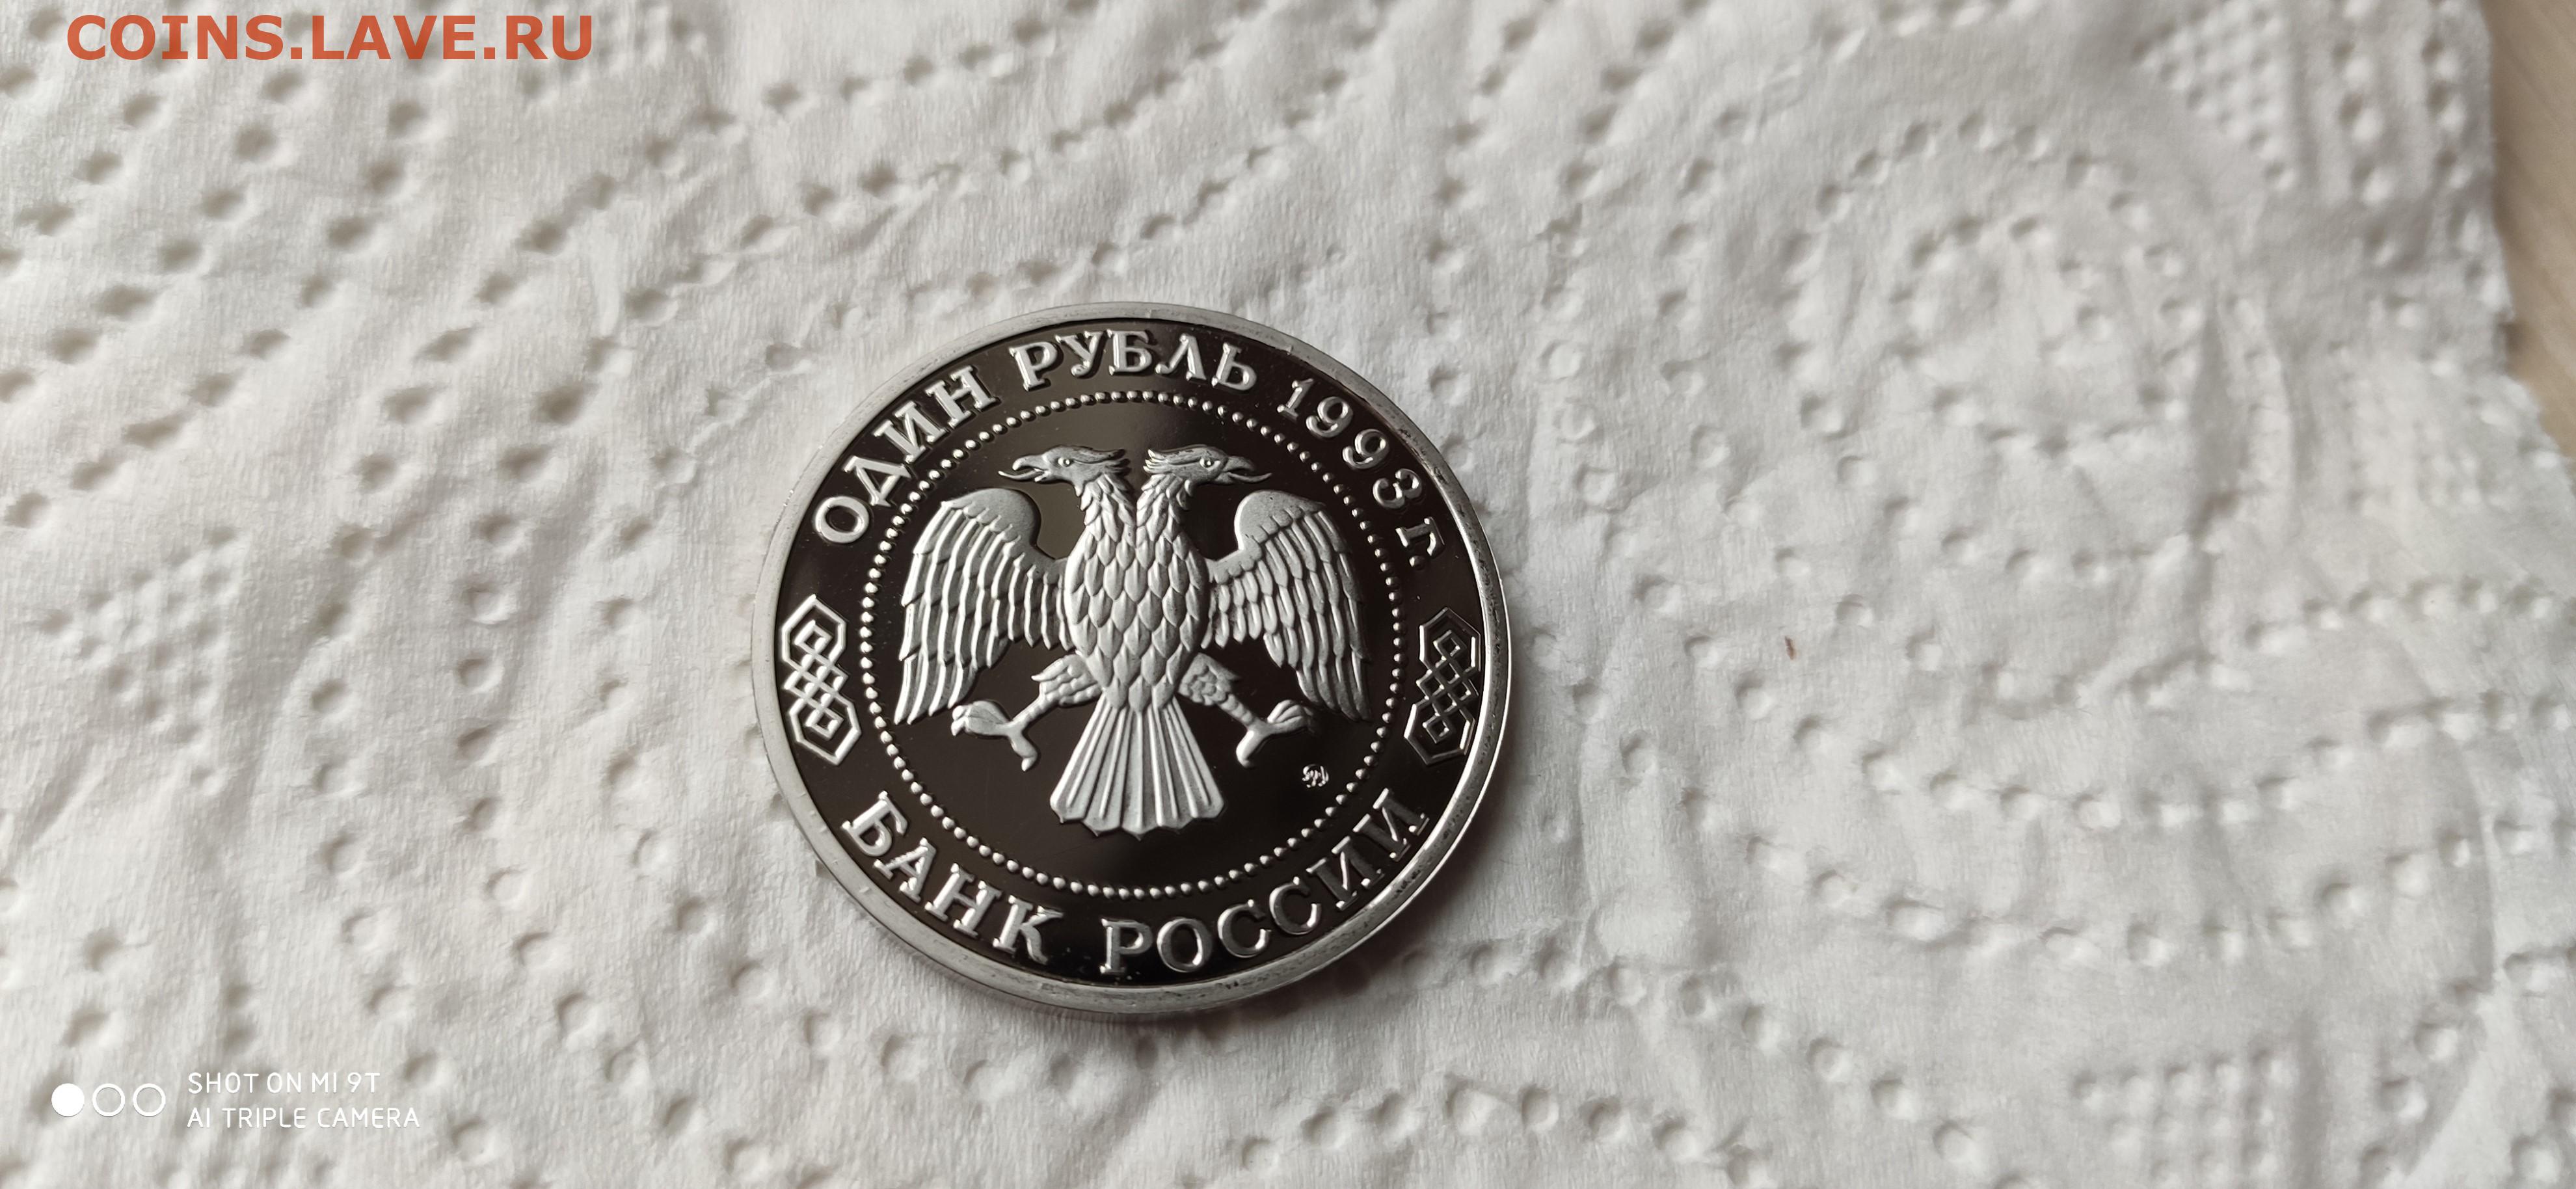 COINS.LAVE.RU
ОДИН РУБЛЬ 1993 г.
БАНК РОССИИ
SHOT ON MI 9T
AI TRIPLE CAMERA